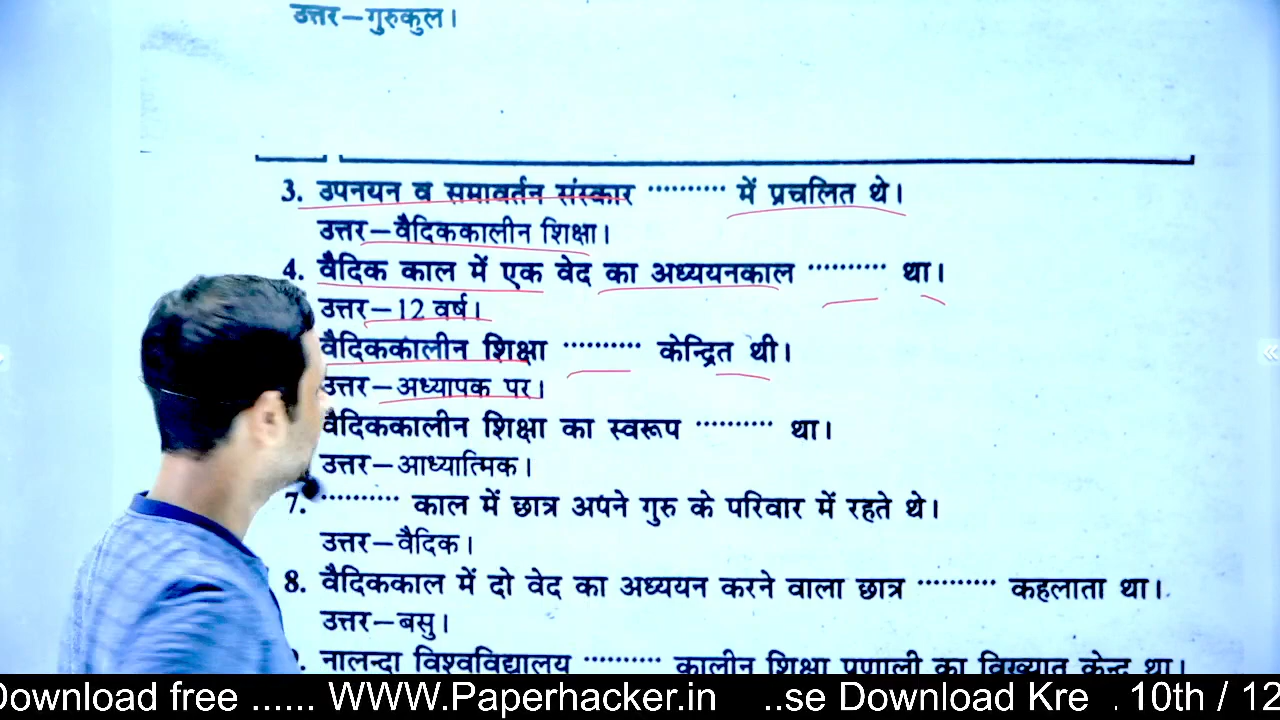 उत्तर–गुरुकुल।
3. उपनयन व समावर्तन संस्कार ·········· में प्रचलित थे।
उत्तर–वैदिककालीन शिक्षा।
4. वैदिक काल में एक वेद का अध्ययनकाल ·········· था।
उत्तर–12 वर्ष।
वैदिककालीन शिक्षा ·········· केन्द्रित थी।
उत्तर–अध्यापक पर।
वैदिककालीन शिक्षा का स्वरूप ·········· था।
उत्तर–आध्यात्मिक।
7. ·········· काल में छात्र अपने गुरु के परिवार में रहते थे।
उत्तर–वैदिक।
8. वैदिककाल में दो वेद का अध्ययन करने वाला छात्र ·········· कहलाता था।
उत्तर–बसु।
नालन्दा विश्वविद्यालय ·········· कालीन शिक्षा प्रणाली का विख्यात केन्द्र था।
Download free ...... WWW.Paperhacker.in ..se Download Kre . 10th / 12